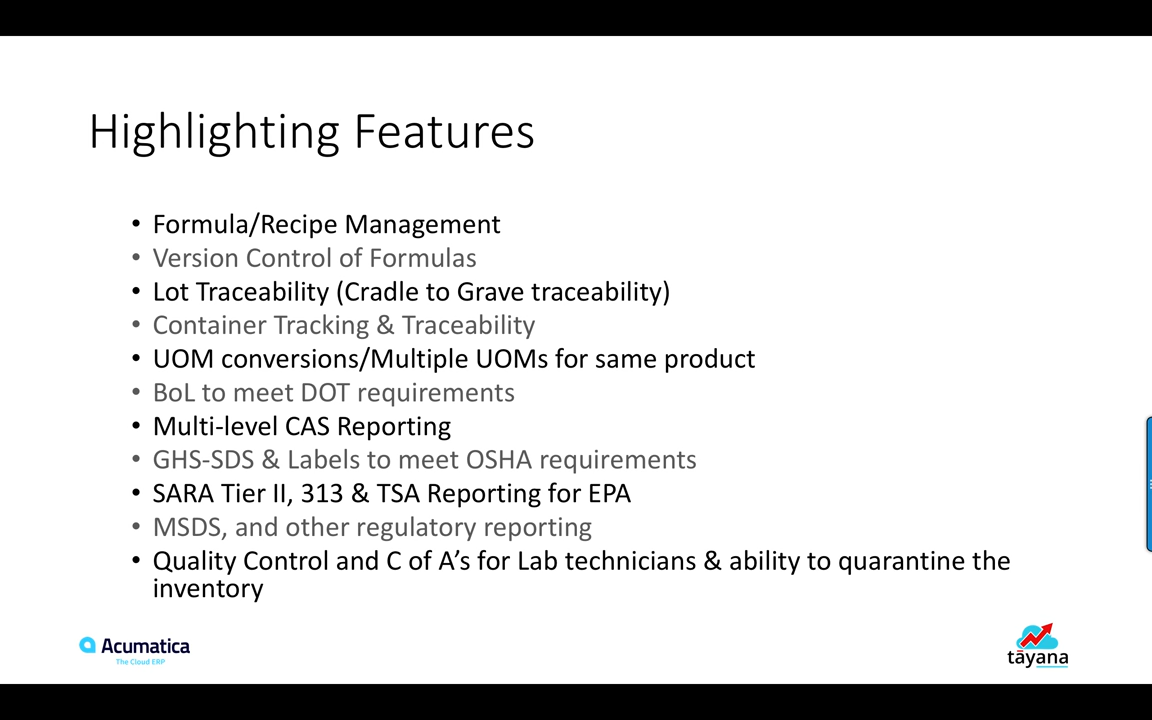 Highlighting Features
• Formula/Recipe Management
• Version Control of Formulas
• Lot Traceability (Cradle to Grave traceability)
• Container Tracking & Traceability
• UOM conversions/Multiple UOMs for same product
• BoL to meet DOT requirements
• Multi-level CAS Reporting
• GHS-SDS & Labels to meet OSHA requirements
• SARA Tier II, 313 & TSA Reporting for EPA
• MSDS, and other regulatory reporting
• Quality Control and C of A’s for Lab technicians & ability to quarantine the
inventory
Acumatica
The Cloud ERP
tāyana